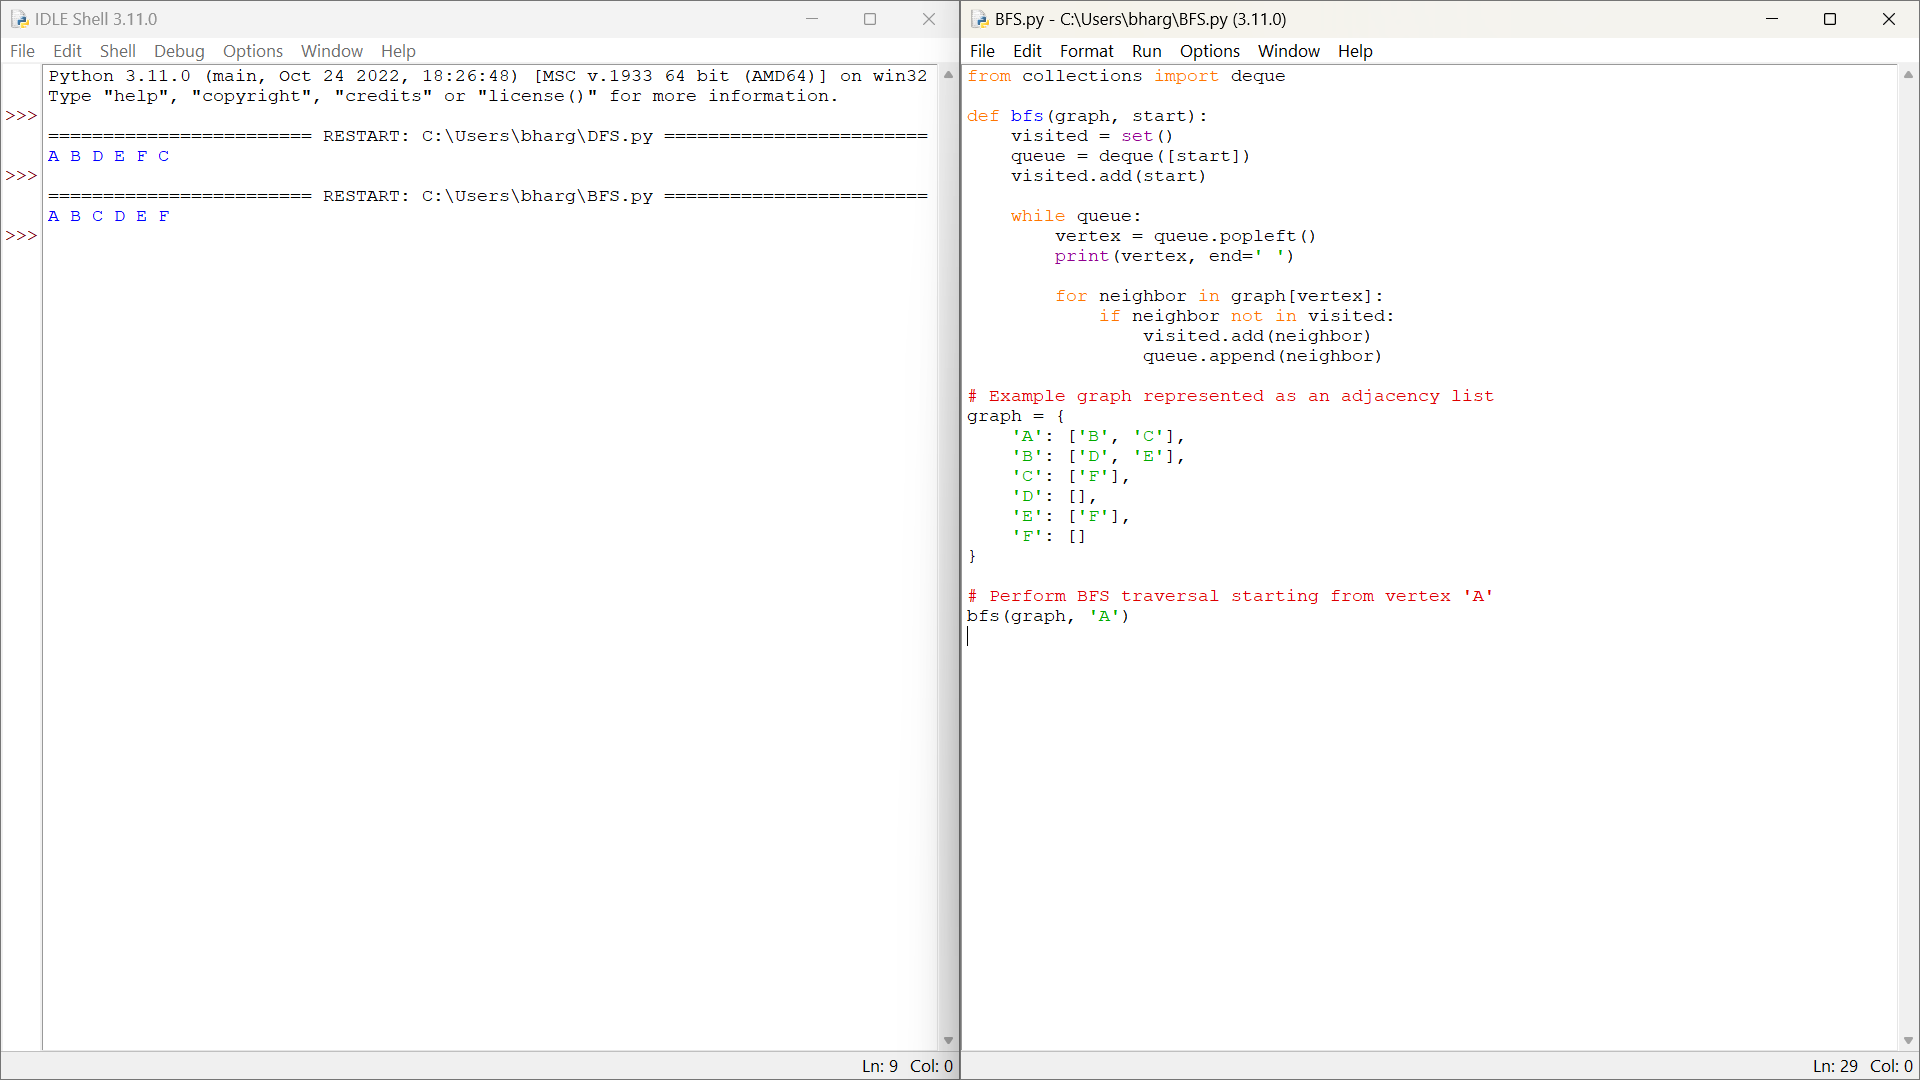 IDLE Shell 3.11.0
File Edit Shell Debug Options Window Help
Python 3.11.0 (main, Oct 24 2022, 18:26:48) [MSC v.1933 64 bit (AMD64)] on win32
Type "help", "copyright", "credits" or "license()" for more information.
>>>
======================== RESTART: C:\Users\bharg\DFS.py ========================
A B D E F C
>>>
======================== RESTART: C:\Users\bharg\BFS.py ========================
A B C D E F
>>>
Ln: 9 Col: 0
BFS.py - C:\Users\bharg\BFS.py (3.11.0)
File Edit Format Run Options Window Help
from collections import deque
def bfs(graph, start):
    visited = set()
    queue = deque([start])
    visited.add(start)
    while queue:
        vertex = queue.popleft()
        print(vertex, end=' ')
        for neighbor in graph[vertex]:
            if neighbor not in visited:
                visited.add(neighbor)
                queue.append(neighbor)
# Example graph represented as an adjacency list
graph = {
    'A': ['B', 'C'],
    'B': ['D', 'E'],
    'C': ['F'],
    'D': [],
    'E': ['F'],
    'F': []
}
# Perform BFS traversal starting from vertex 'A'
bfs(graph, 'A')
Ln: 29 Col: 0